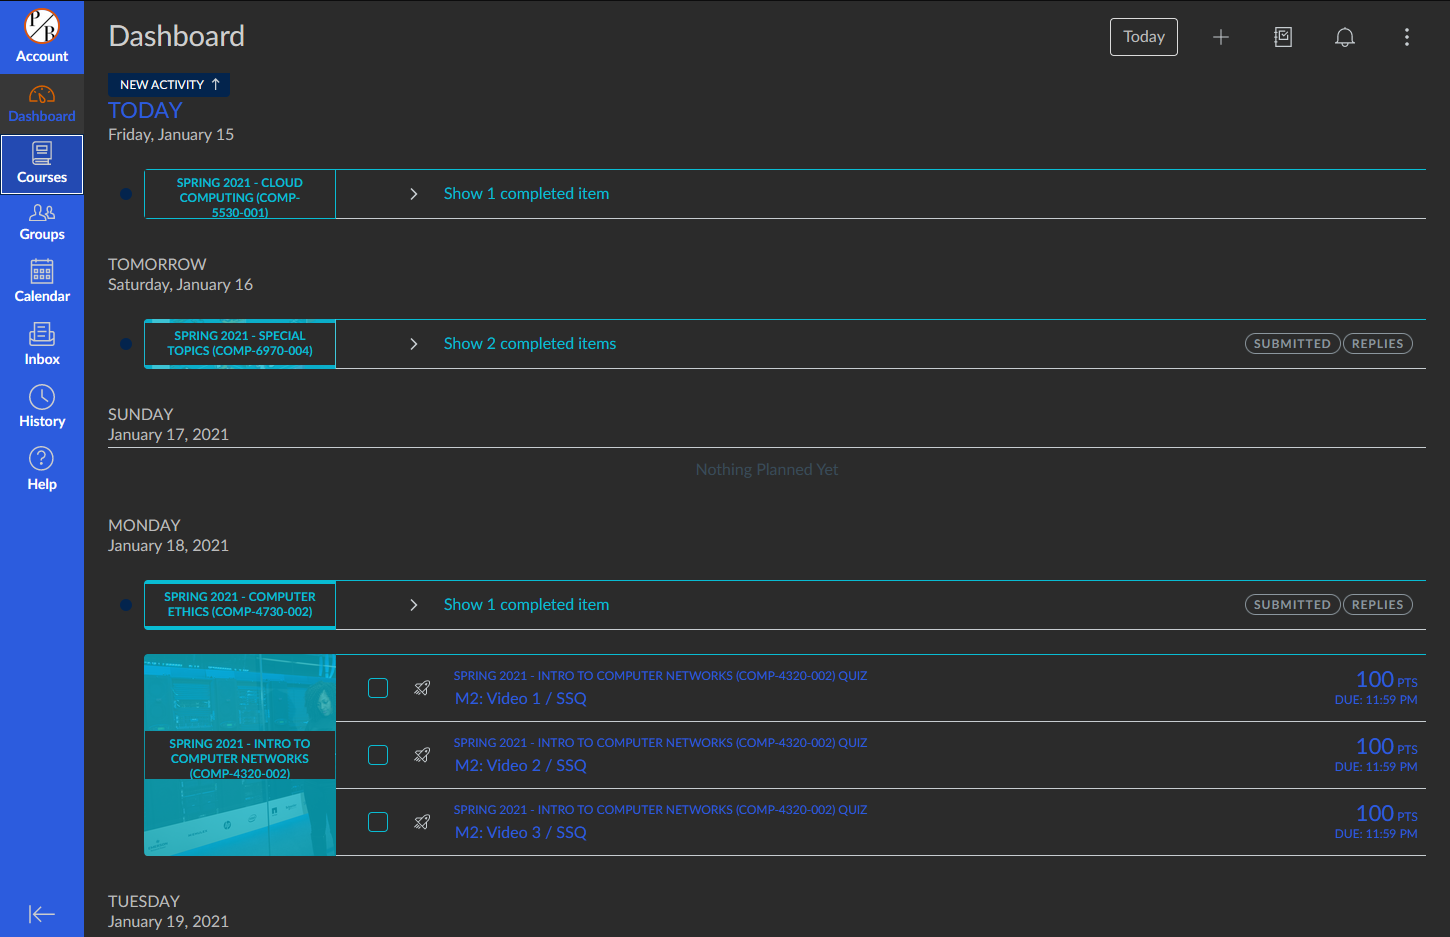 P B
Account
Dashboard
Courses
Groups
Calendar
Inbox
History
Help
Dashboard
Today
NEW ACTIVITY ↑
TODAY
Friday, January 15
SPRING 2021 - CLOUD
COMPUTING (COMP-
5530-001)
Show 1 completed item
TOMORROW
Saturday, January 16
SPRING 2021 - SPECIAL
TOPICS (COMP-6970-004)
Show 2 completed items
SUBMITTED REPLIES
SUNDAY
January 17, 2021
Nothing Planned Yet
MONDAY
January 18, 2021
SPRING 2021 - COMPUTER
ETHICS (COMP-4730-002)
Show 1 completed item
SUBMITTED REPLIES
SPRING 2021 - INTRO TO
COMPUTER NETWORKS
(COMP-4320-002)
SPRING 2021 - INTRO TO COMPUTER NETWORKS (COMP-4320-002) QUIZ
M2: Video 1 / SSQ
100 PTS
DUE: 11:59 PM
SPRING 2021 - INTRO TO COMPUTER NETWORKS (COMP-4320-002) QUIZ
M2: Video 2 / SSQ
100 PTS
DUE: 11:59 PM
SPRING 2021 - INTRO TO COMPUTER NETWORKS (COMP-4320-002) QUIZ
M2: Video 3 / SSQ
100 PTS
DUE: 11:59 PM
TUESDAY
January 19, 2021